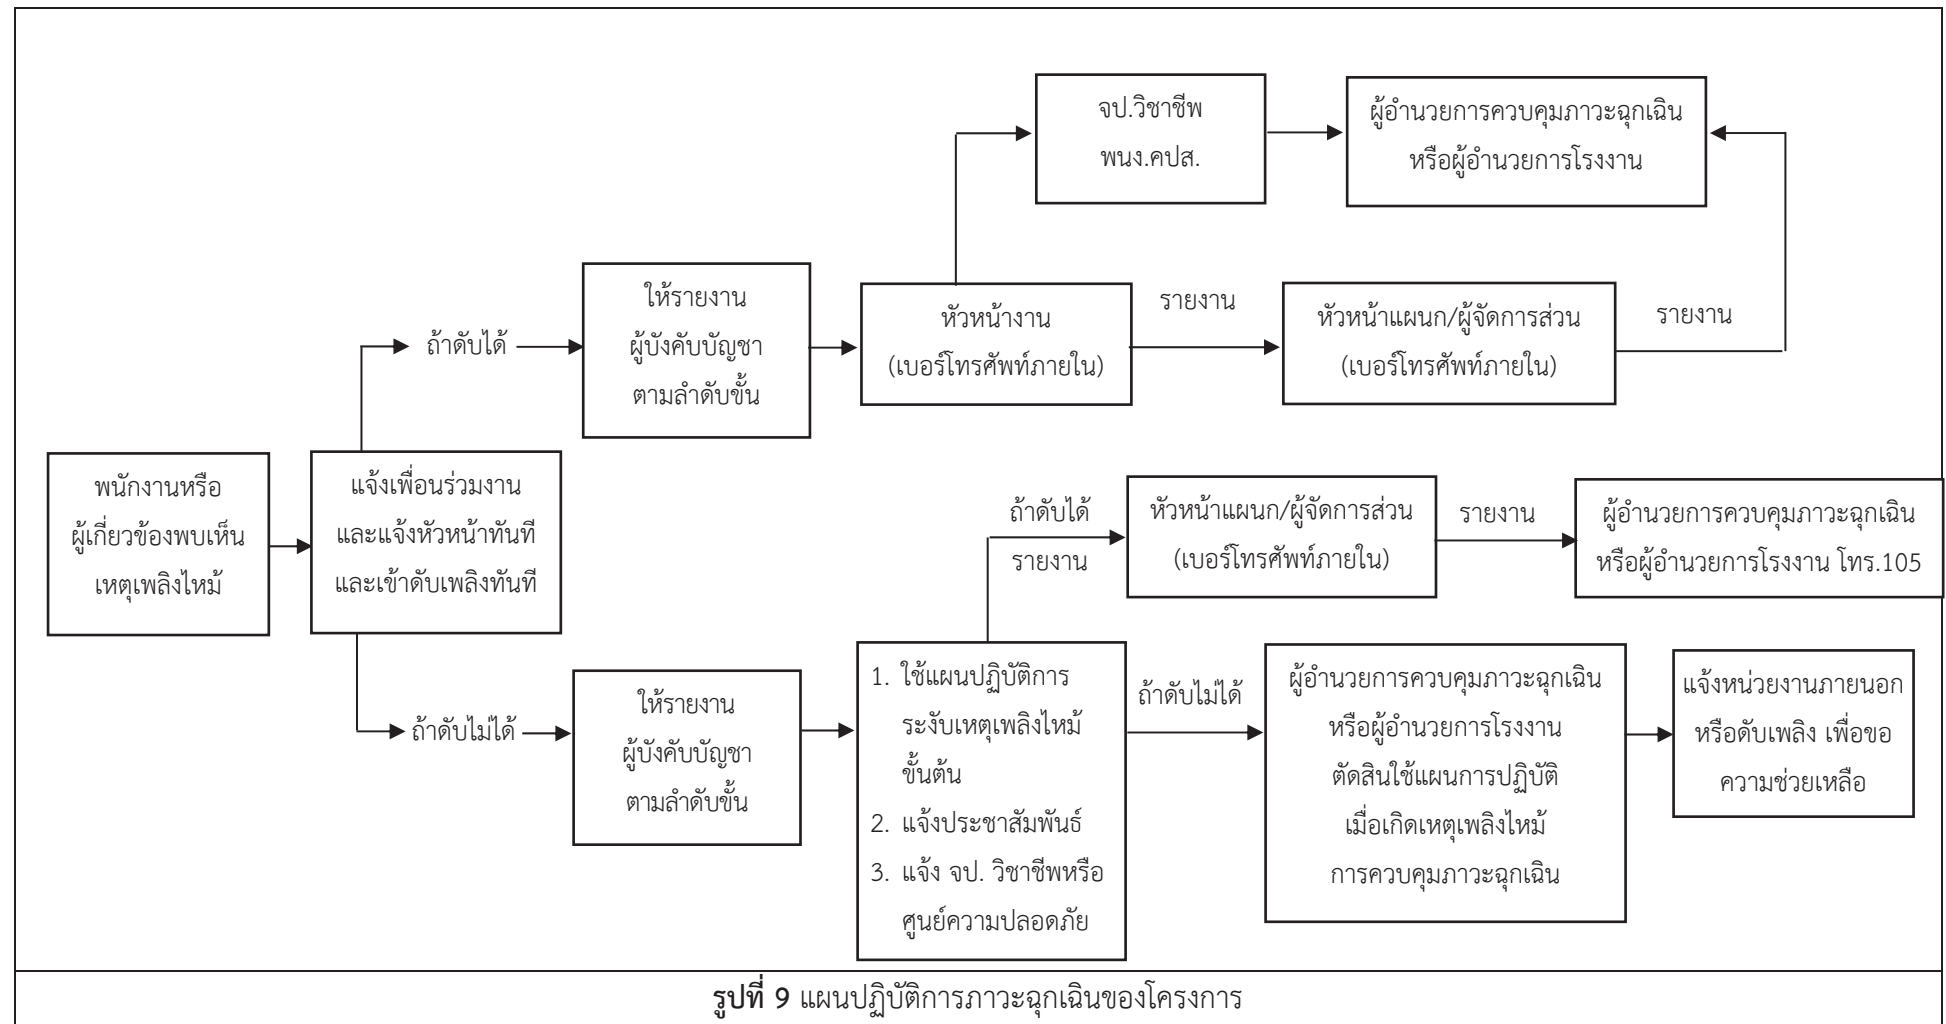 พนักงานหรือ
ผู้เกี่ยวข้องพบเห็น
เหตุเพลิงไหม้
แจ้งเพื่อนร่วมงาน
และแจ้งหัวหน้าทันที
และเข้าดับเพลิงทันที
ถ้าดับได้
ให้รายงาน
ผู้บังคับบัญชา
ตามลำดับขั้น
หัวหน้างาน
(เบอร์โทรศัพท์ภายใน)
จป.วิชาชีพ
พนง.คปส.
ผู้อำนวยการควบคุมภาวะฉุกเฉิน
หรือผู้อำนวยการโรงงาน
รายงาน
หัวหน้าแผนก/ผู้จัดการส่วน
(เบอร์โทรศัพท์ภายใน)
รายงาน
ถ้าดับไม่ได้
ให้รายงาน
ผู้บังคับบัญชา
ตามลำดับขั้น
1. ใช้แผนปฏิบัติการ
ระงับเหตุเพลิงไหม้
ขั้นต้น
2. แจ้งประชาสัมพันธ์
3. แจ้ง จป. วิชาชีพหรือ
ศูนย์ความปลอดภัย
ถ้าดับได้
รายงาน
หัวหน้าแผนก/ผู้จัดการส่วน
(เบอร์โทรศัพท์ภายใน)
รายงาน
ผู้อำนวยการควบคุมภาวะฉุกเฉิน
หรือผู้อำนวยการโรงงาน โทร.105
ถ้าดับไม่ได้
ผู้อำนวยการควบคุมภาวะฉุกเฉิน
หรือผู้อำนวยการโรงงาน
ตัดสินใช้แผนการปฏิบัติ
เมื่อเกิดเหตุเพลิงไหม้
การควบคุมภาวะฉุกเฉิน
แจ้งหน่วยงานภายนอก
หรือดับเพลิง เพื่อขอ
ความช่วยเหลือ
รูปที่ 9 แผนปฏิบัติการภาวะฉุกเฉินของโครงการ